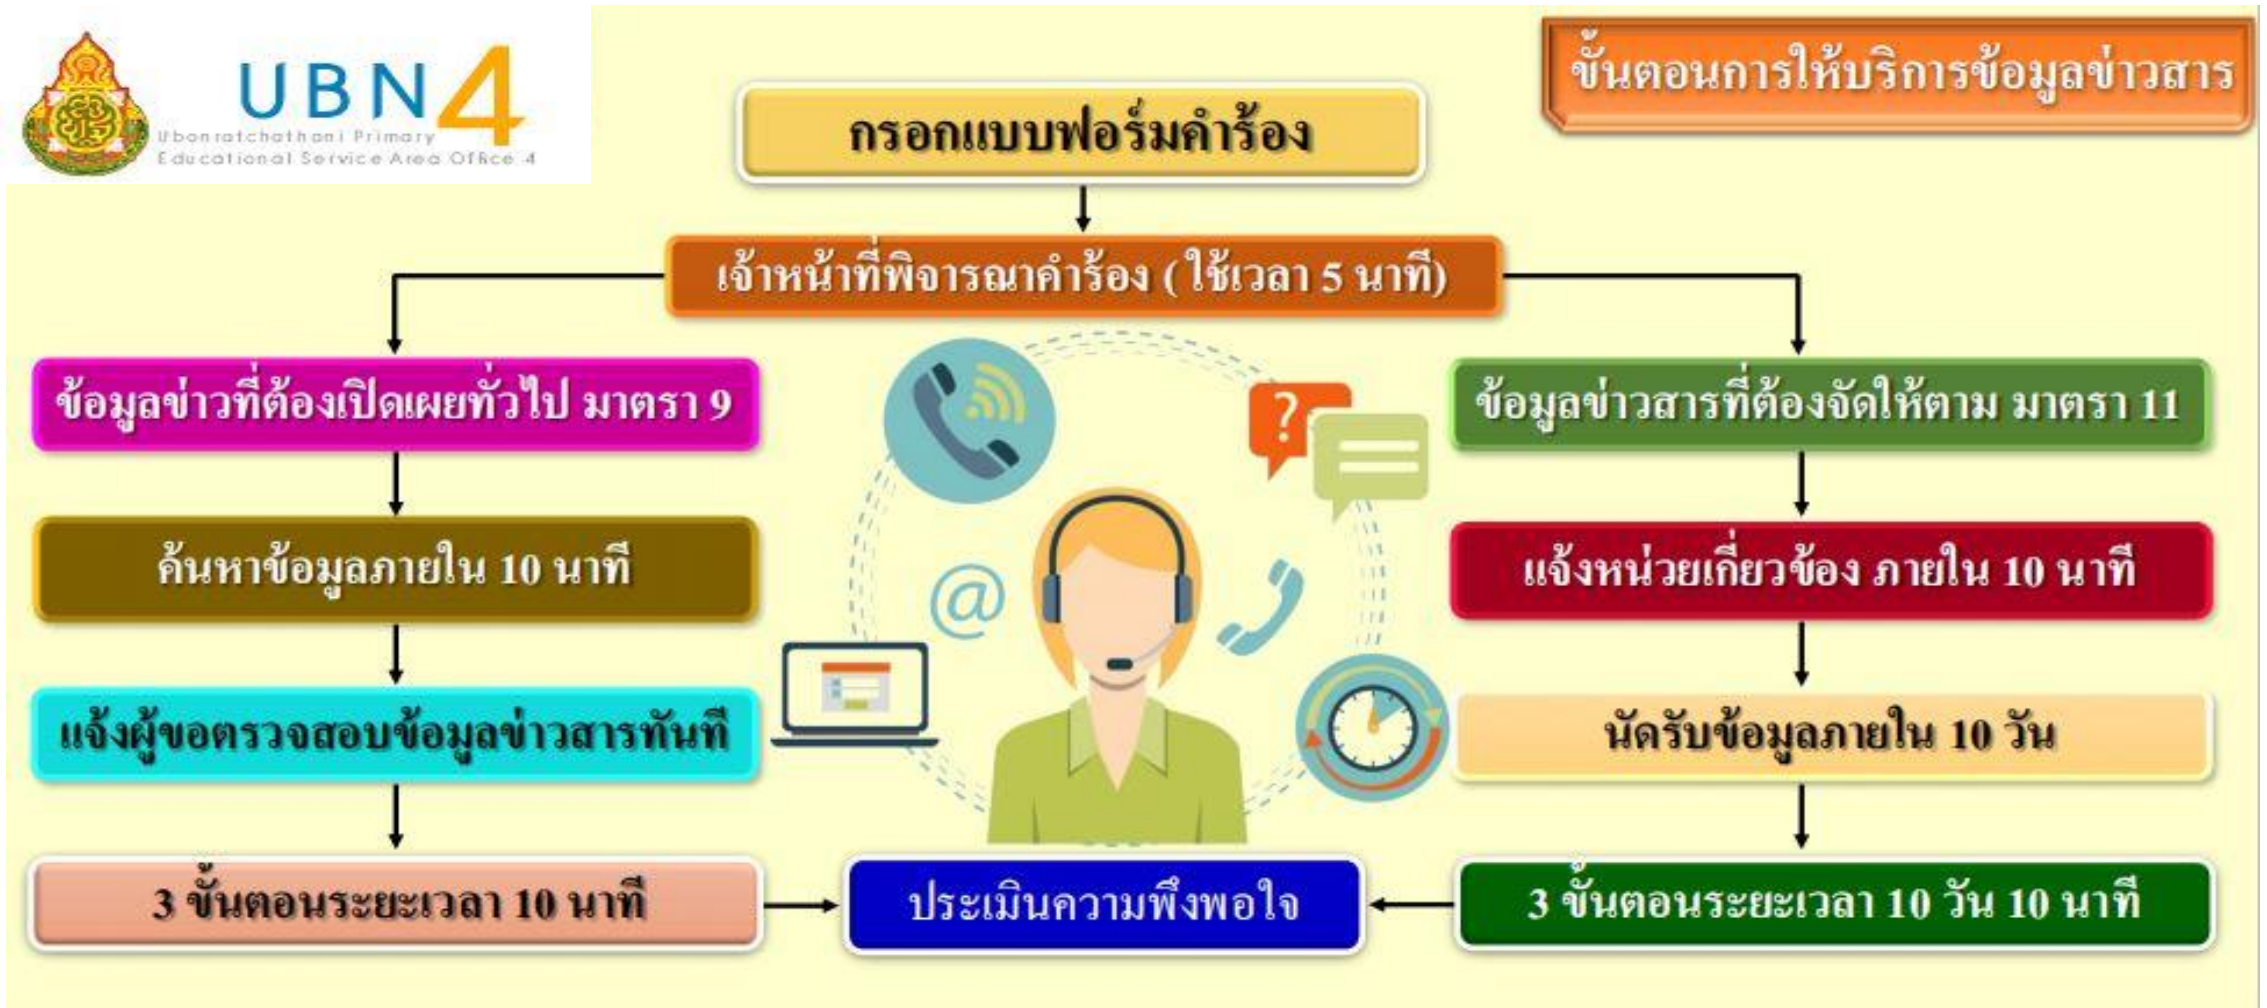 UBN4
Ubonratchathani Primary
Educational Service Area Office 4
ขั้นตอนการให้บริการข้อมูลข่าวสาร
กรอกแบบฟอร์มคำร้อง
เจ้าหน้าที่พิจารณาคำร้อง ( ใช้เวลา 5 นาที)
ข้อมูลข่าวที่ต้องเปิดเผยทั่วไป มาตรา 9
ค้นหาข้อมูลภายใน 10 นาที
แจ้งผู้ขอตรวจสอบข้อมูลข่าวสารทันที
3 ขั้นตอนระยะเวลา 10 นาที
ข้อมูลข่าวสารที่ต้องจัดให้ตาม มาตรา 11
แจ้งหน่วยเกี่ยวข้อง ภายใน 10 นาที
นัดรับข้อมูลภายใน 10 วัน
3 ขั้นตอนระยะเวลา 10 วัน 10 นาที
ประเมินความพึงพอใจ
?
@